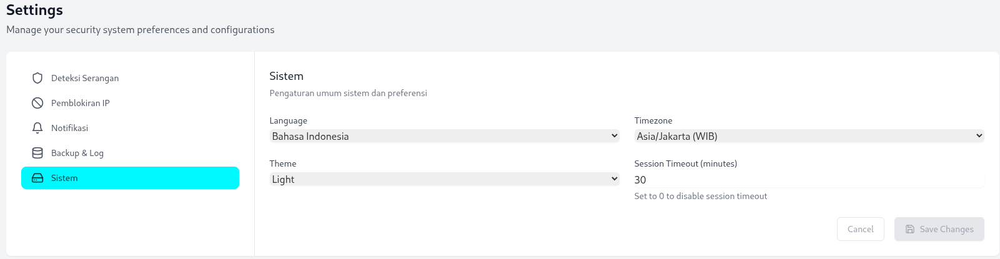 Settings
Manage your security system preferences and configurations
Deteksi Serangan
Pemblokiran IP
Notifikasi
Backup & Log
Sistem
Sistem
Pengaturan umum sistem dan preferensi
Language
Bahasa Indonesia
Timezone
Asia/Jakarta (WIB)
Theme
Light
Session Timeout (minutes)
30
Set to 0 to disable session timeout
Cancel
Save Changes